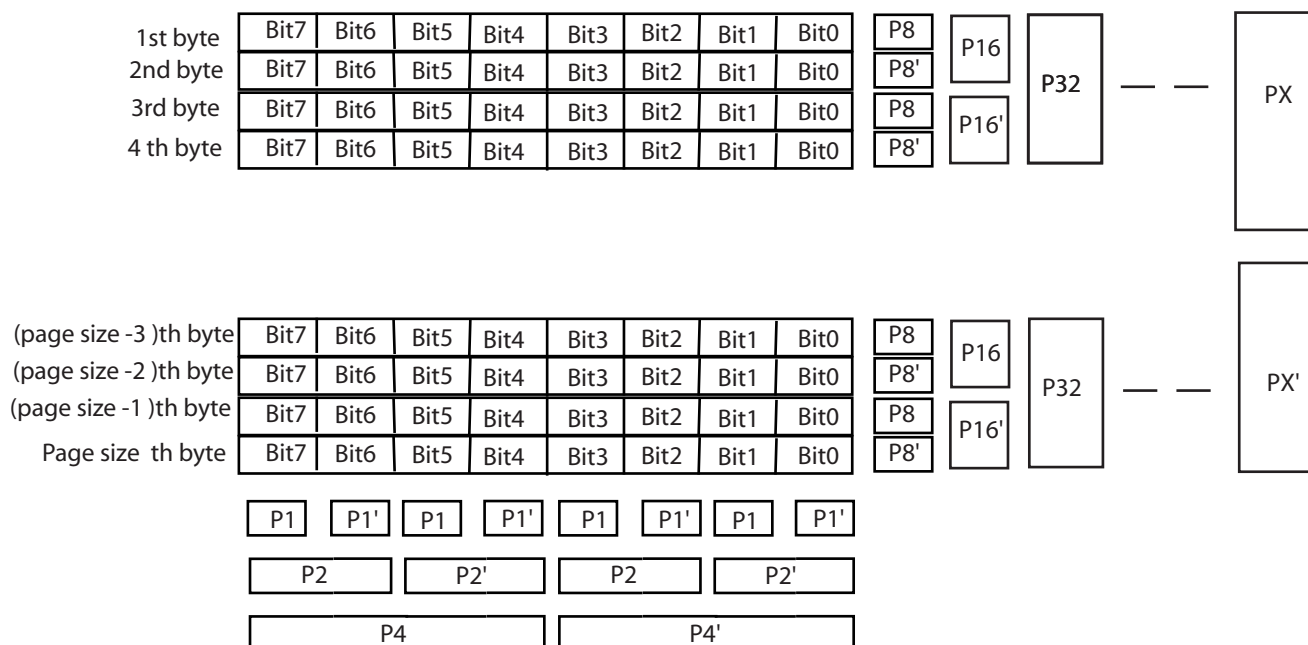 1st byte Bit7 Bit6 Bit5 Bit4 Bit3 Bit2 Bit1 Bit0 P8 P16 P32 — — PX
2nd byte Bit7 Bit6 Bit5 Bit4 Bit3 Bit2 Bit1 Bit0 P8'
3rd byte Bit7 Bit6 Bit5 Bit4 Bit3 Bit2 Bit1 Bit0 P8 P16'
4 th byte Bit7 Bit6 Bit5 Bit4 Bit3 Bit2 Bit1 Bit0 P8'
(page size -3 )th byte Bit7 Bit6 Bit5 Bit4 Bit3 Bit2 Bit1 Bit0 P8 P16 P32 — — PX'
(page size -2 )th byte Bit7 Bit6 Bit5 Bit4 Bit3 Bit2 Bit1 Bit0 P8'
(page size -1 )th byte Bit7 Bit6 Bit5 Bit4 Bit3 Bit2 Bit1 Bit0 P8 P16'
Page size th byte Bit7 Bit6 Bit5 Bit4 Bit3 Bit2 Bit1 Bit0 P8'
P1 P1' P1 P1' P1 P1' P1 P1'
P2 P2' P2 P2'
P4 P4'